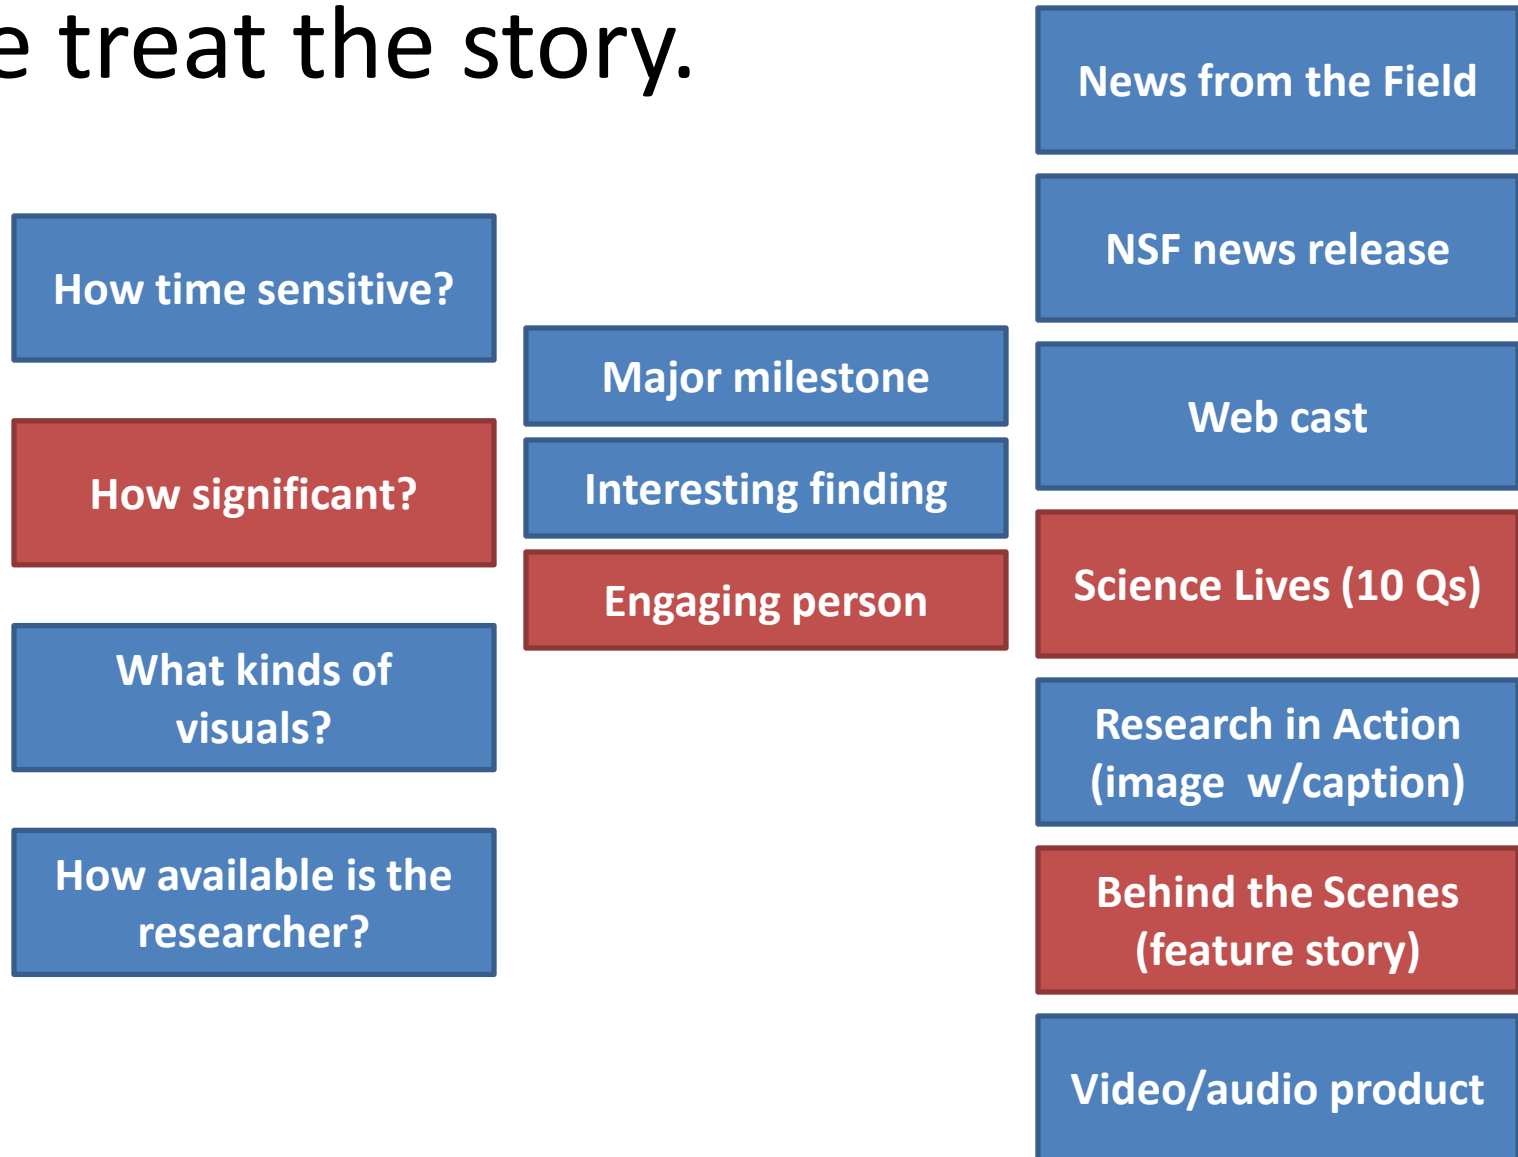 e treat the story.
How time sensitive?
How significant?
What kinds of
visuals?
How available is the
researcher?
Major milestone
Interesting finding
Engaging person
News from the Field
NSF news release
Web cast
Science Lives (10 Qs)
Research in Action
(image w/caption)
Behind the Scenes
(feature story)
Video/audio product